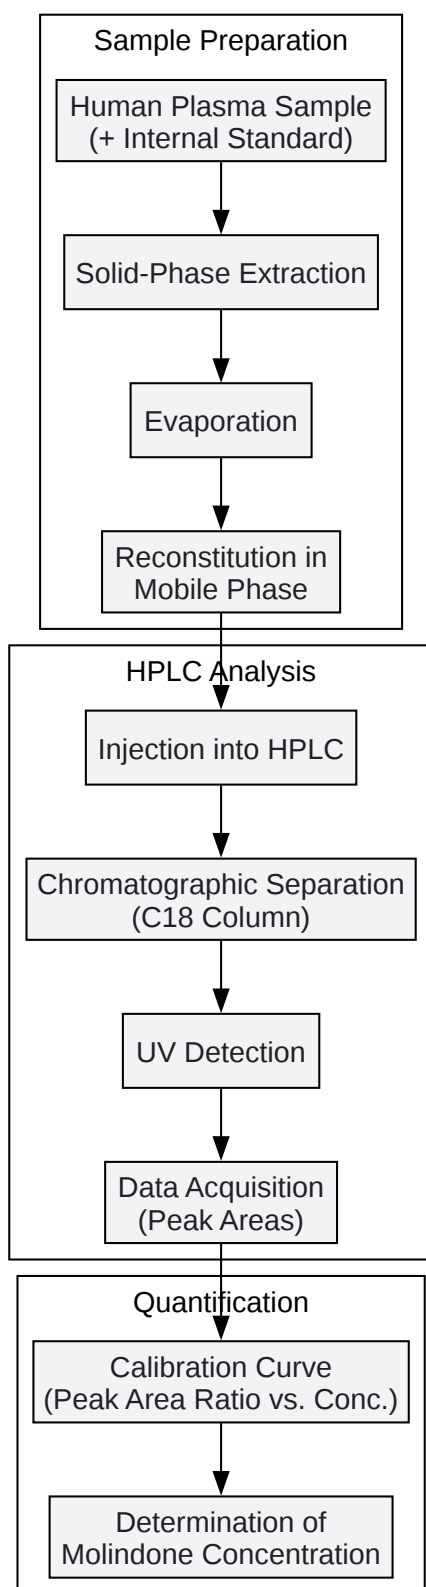 Sample Preparation
Human Plasma Sample
(+ Internal Standard)
Solid-Phase Extraction
Evaporation
Reconstitution in
Mobile Phase
HPLC Analysis
Injection into HPLC
Chromatographic Separation
(C18 Column)
UV Detection
Data Acquisition
(Peak Areas)
Quantification
Calibration Curve
(Peak Area Ratio vs. Conc.)
Determination of
Molindone Concentration